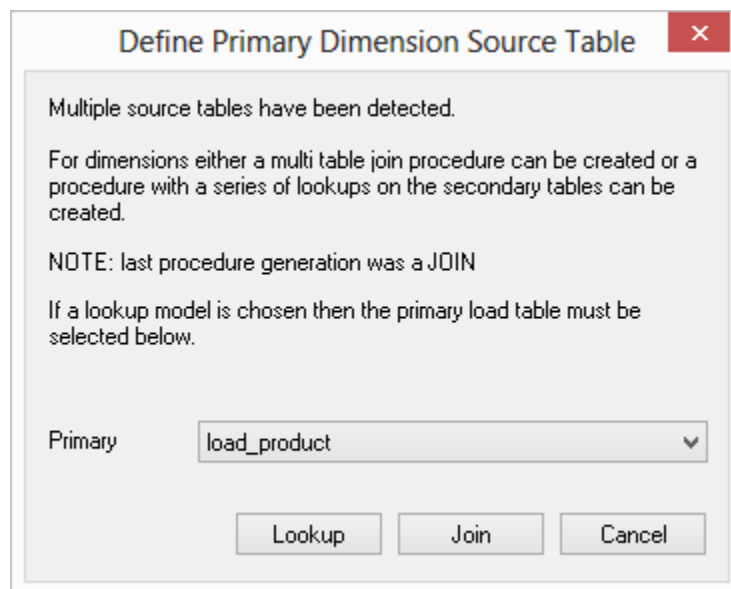 Define Primary Dimension Source Table
Multiple source tables have been detected.
For dimensions either a multi table join procedure can be created or a
procedure with a series of lookups on the secondary tables can be
created.
NOTE: last procedure generation was a JOIN
If a lookup model is chosen then the primary load table must be
selected below.
Primary load_product
Lookup Join Cancel